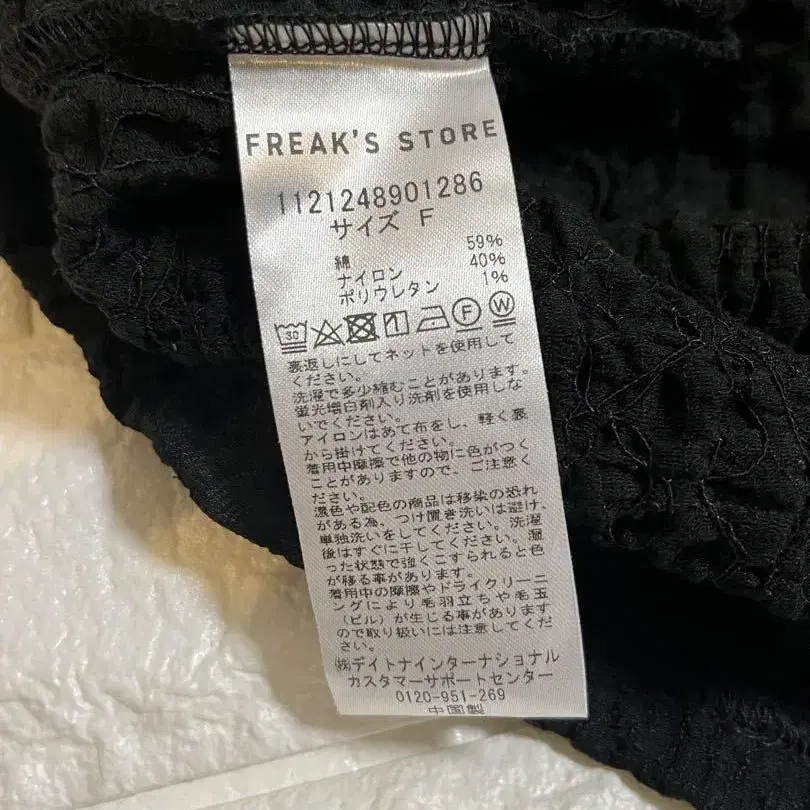 FREAK'S STORE
1121248901286
サイズ F
綿 59%
ナイロン 40%
ポリウレタン 1%
30 F W
裏返しにしてネットを使用して
ください。
洗濯で多少縮むことがあります。
蛍光増白剤入り洗剤を使用しな
いでください。
アイロンはあて布をし、軽く裏
から掛けてください。
着用中摩擦で他の物に色がつく
ことがありますので、ご注意く
ださい。
濃色や配色の商品は移染の恐れ
がある為、つけ置き洗いは避け、
単独洗いをしてください。洗濯
後はすぐに干してください。湿
った状態で強くこすられると色
が移る事があります。
着用中の摩擦やドライクリーニ
ングにより毛羽立ちや毛玉
（ピル）が生じる事があります
ので取り扱いには注意してくだ
さい。
㈱デイトナインターナショナル
カスタマーサポートセンター
0120-951-269
中国製